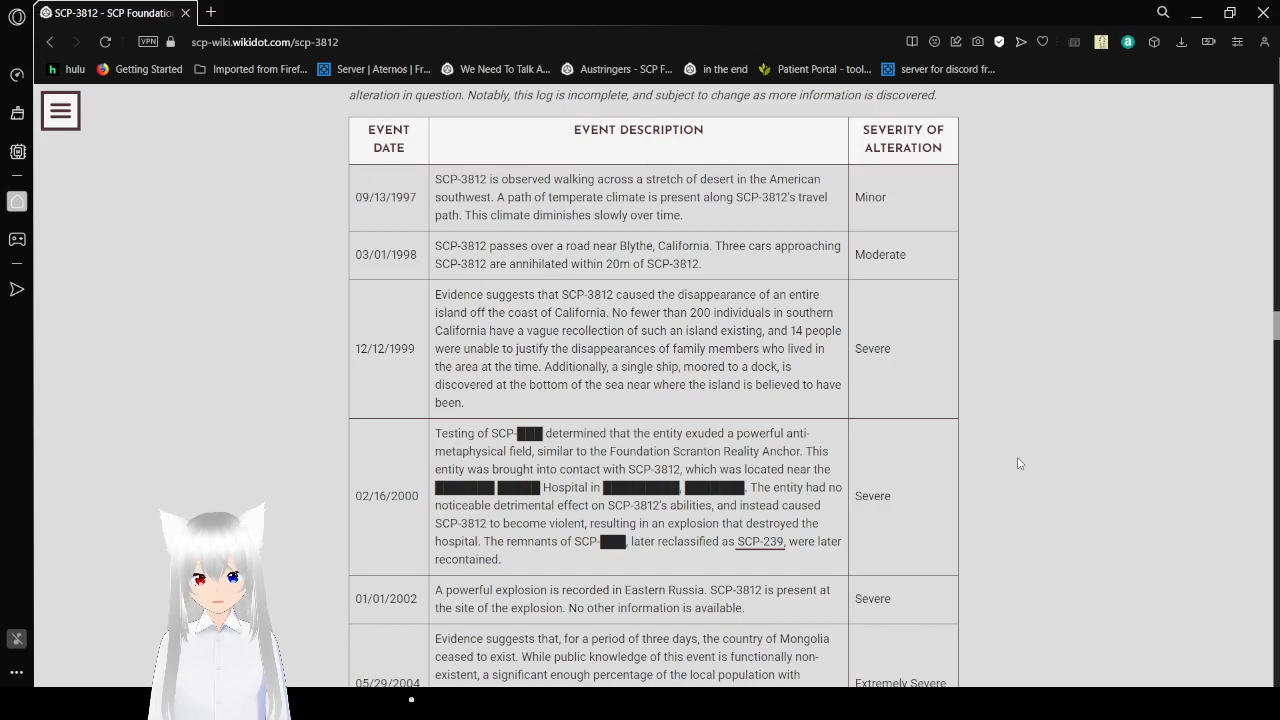 SCP-3812 - SCP Foundation
VPN
scp-wiki.wikidot.com/scp-3812
hulu
Getting Started
Imported from Firef...
Server | Aternos | Fr...
We Need To Talk A...
Austringers - SCP F...
in the end
Patient Portal - tool...
server for discord fr...
alteration in question. Notably, this log is incomplete, and subject to change as more information is discovered.
EVENT
DATE
EVENT DESCRIPTION
SEVERITY OF
ALTERATION
09/13/1997
SCP-3812 is observed walking across a stretch of desert in the American
southwest. A path of temperate climate is present along SCP-3812's travel
path. This climate diminishes slowly over time.
Minor
03/01/1998
SCP-3812 passes over a road near Blythe, California. Three cars approaching
SCP-3812 are annihilated within 20m of SCP-3812.
Moderate
12/12/1999
Evidence suggests that SCP-3812 caused the disappearance of an entire
island off the coast of California. No fewer than 200 individuals in southern
California have a vague recollection of such an island existing, and 14 people
were unable to justify the disappearances of family members who lived in
the area at the time. Additionally, a single ship, moored to a dock, is
discovered at the bottom of the sea near where the island is believed to have
been.
Severe
02/16/2000
Testing of SCP-███ determined that the entity exuded a powerful anti-
metaphysical field, similar to the Foundation Scranton Reality Anchor. This
entity was brought into contact with SCP-3812, which was located near the
███████ █████ Hospital in █████████, ███████. The entity had no
noticeable detrimental effect on SCP-3812's abilities, and instead caused
SCP-3812 to become violent, resulting in an explosion that destroyed the
hospital. The remnants of SCP-███, later reclassified as SCP-239, were later
recontained.
Severe
01/01/2002
A powerful explosion is recorded in Eastern Russia. SCP-3812 is present at
the site of the explosion. No other information is available.
Severe
05/29/2004
Evidence suggests that, for a period of three days, the country of Mongolia
ceased to exist. While public knowledge of this event is functionally non-
existent, a significant enough percentage of the local population with
Extremely Severe